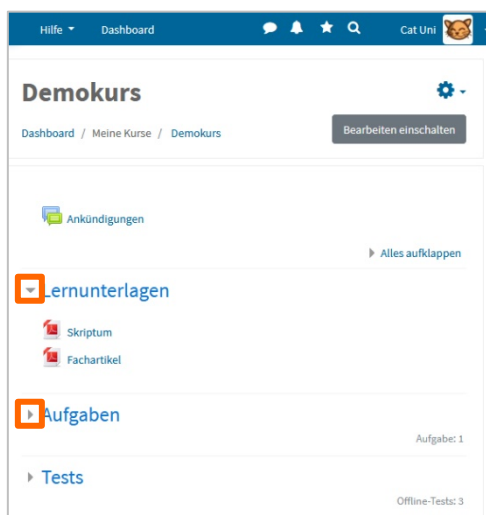 Hilfe Dashboard Cat Uni
Demokurs
Dashboard / Meine Kurse / Demokurs
Bearbeiten einschalten
Ankündigungen
Alles aufklappen
Lernunterlagen
Skriptum
Fachartikel
Aufgaben
Aufgabe: 1
Tests
Offline-Tests: 3